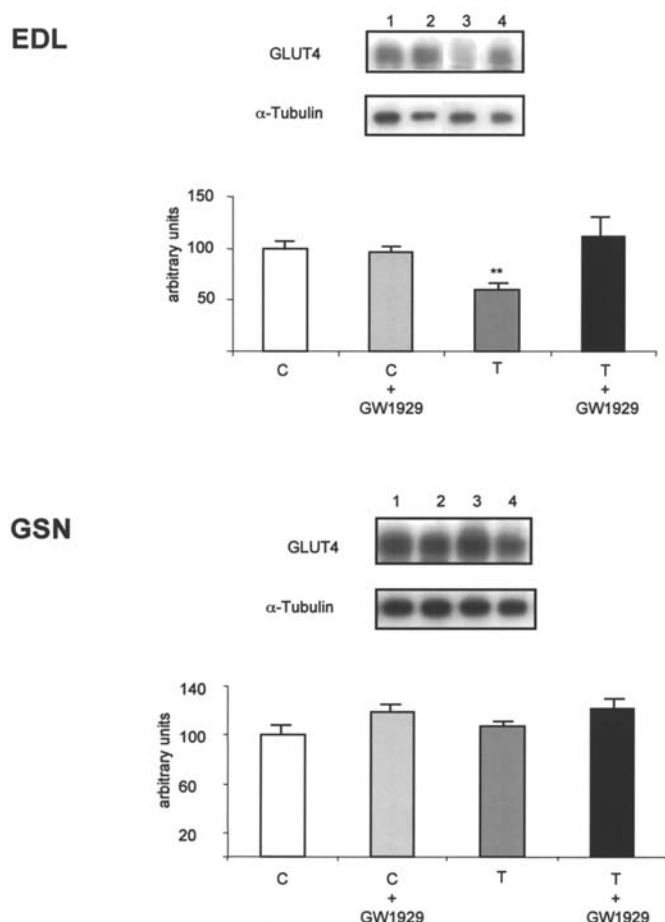 EDL
1 2 3 4
GLUT4
α-Tubulin
150
100
50
arbitrary units
**
C C T T
+ +
GW1929 GW1929
GSN
1 2 3 4
GLUT4
α-Tubulin
140
100
60
20
arbitrary units
C C T T
+ +
GW1929 GW1929